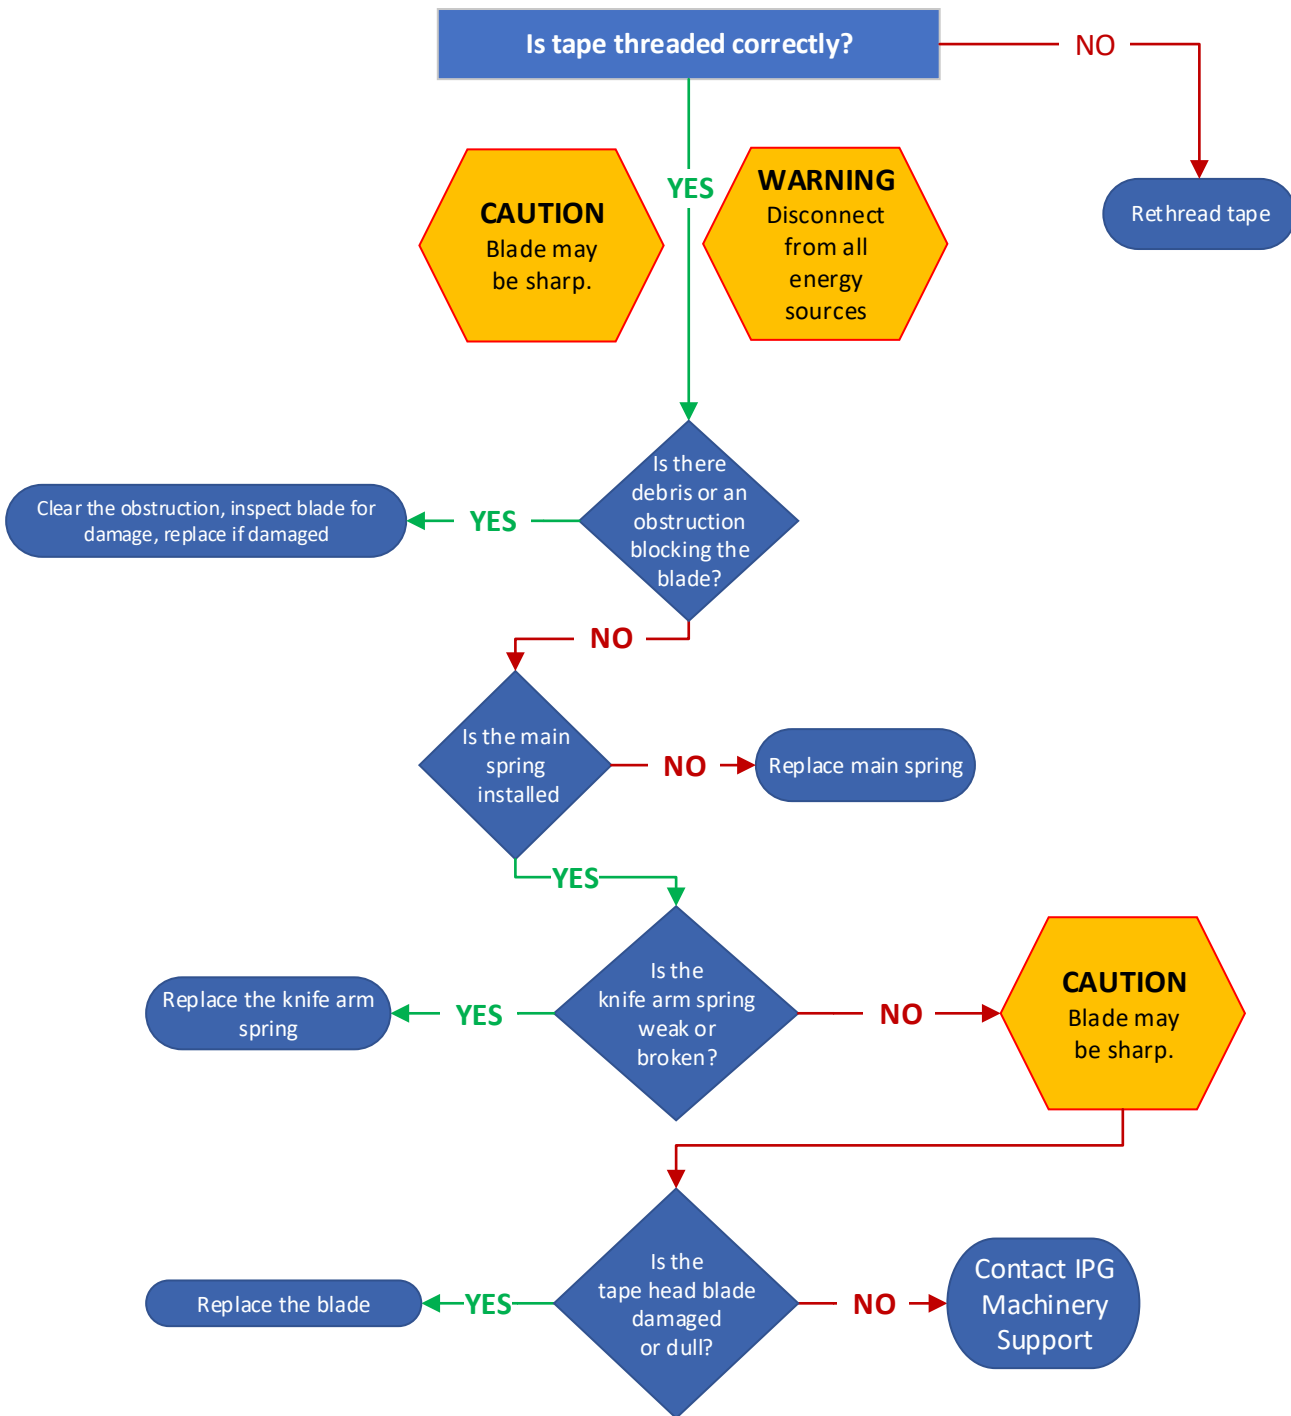 Is tape threaded correctly?
NO
Rethread tape
YES
CAUTION
Blade may
be sharp.
WARNING
Disconnect
from all
energy
sources
Is there
debris or an
obstruction
blocking the
blade?
YES
Clear the obstruction, inspect blade for
damage, replace if damaged
NO
Is the main
spring
installed
NO
Replace main spring
YES
Is the
knife arm spring
weak or
broken?
YES
Replace the knife arm
spring
NO
CAUTION
Blade may
be sharp.
Is the
tape head blade
damaged
or dull?
YES
Replace the blade
NO
Contact IPG
Machinery
Support